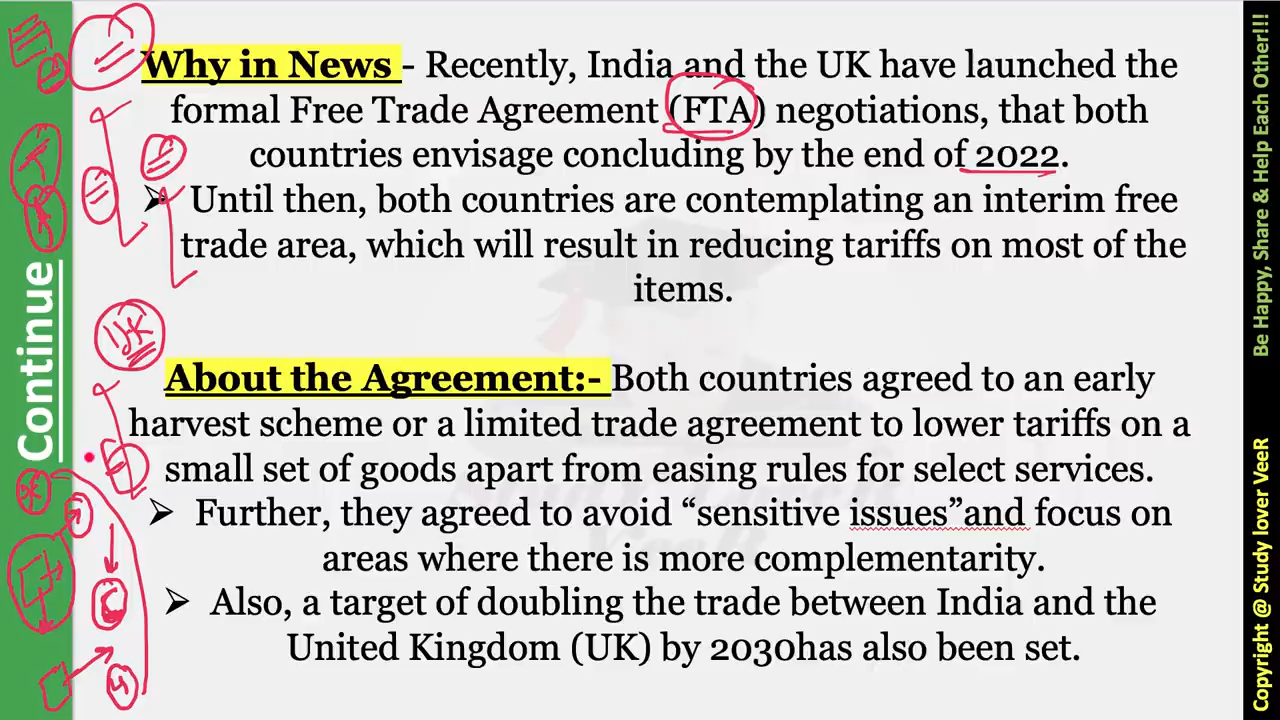 Why in News - Recently, India and the UK have launched the
formal Free Trade Agreement (FTA) negotiations, that both
countries envisage concluding by the end of 2022.
➢ Until then, both countries are contemplating an interim free
trade area, which will result in reducing tariffs on most of the
items.
About the Agreement:- Both countries agreed to an early
harvest scheme or a limited trade agreement to lower tariffs on a
small set of goods apart from easing rules for select services.
➢ Further, they agreed to avoid “sensitive issues”and focus on
areas where there is more complementarity.
➢ Also, a target of doubling the trade between India and the
United Kingdom (UK) by 2030has also been set.
Continue
UK
Be Happy, Share & Help Each Other!!!
Copyright @ Study lover VeeR